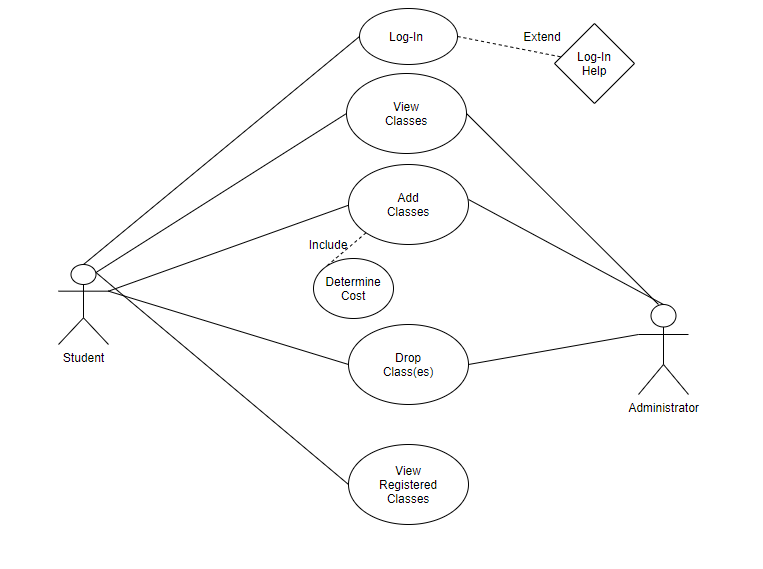 Log-In
Extend
Log-In
Help
View
Classes
Add
Classes
Include
Determine
Cost
Student
Drop
Class(es)
Administrator
View
Registered
Classes